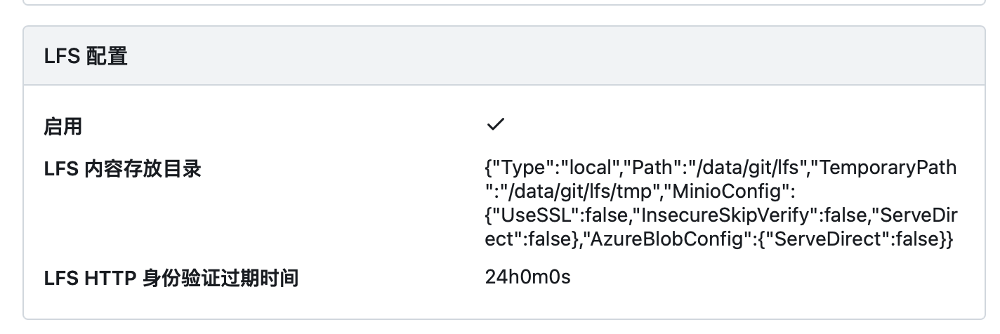 LFS 配置
启用
LFS 内容存放目录
{"Type":"local","Path":"/data/git/lfs","TemporaryPath
":"/data/git/lfs/tmp","MinioConfig":
{"UseSSL":false,"InsecureSkipVerify":false,"ServeDir
ect":false},"AzureBlobConfig":{"ServeDirect":false}}
LFS HTTP 身份验证过期时间
24h0m0s